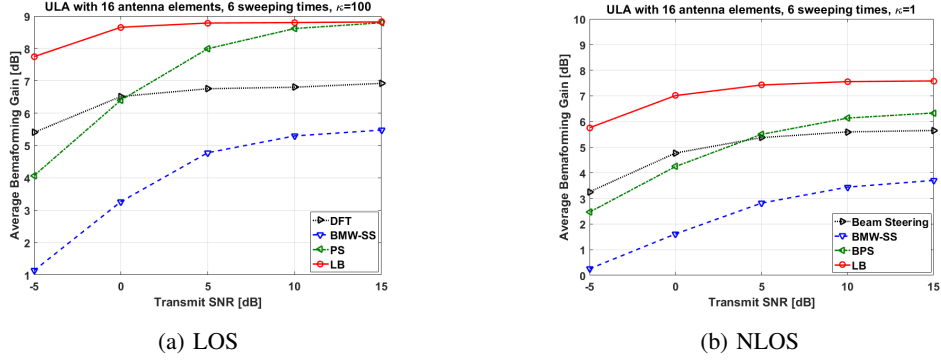 ULA with 16 antenna elements, 6 sweeping times, κ=100
Average Bemafoming Gain [dB]
9
8
7
6
5
4
3
2
1
-5
0
5
10
15
Transmit SNR [dB]
DFT
BMW-SS
PS
LB
(a) LOS
ULA with 16 antenna elements, 6 sweeping times, κ=1
Average Bemafoming Gain [dB]
10
9
8
7
6
5
4
3
2
1
0
-5
0
5
10
15
Transmit SNR [dB]
Beam Steering
BMW-SS
BPS
LB
(b) NLOS